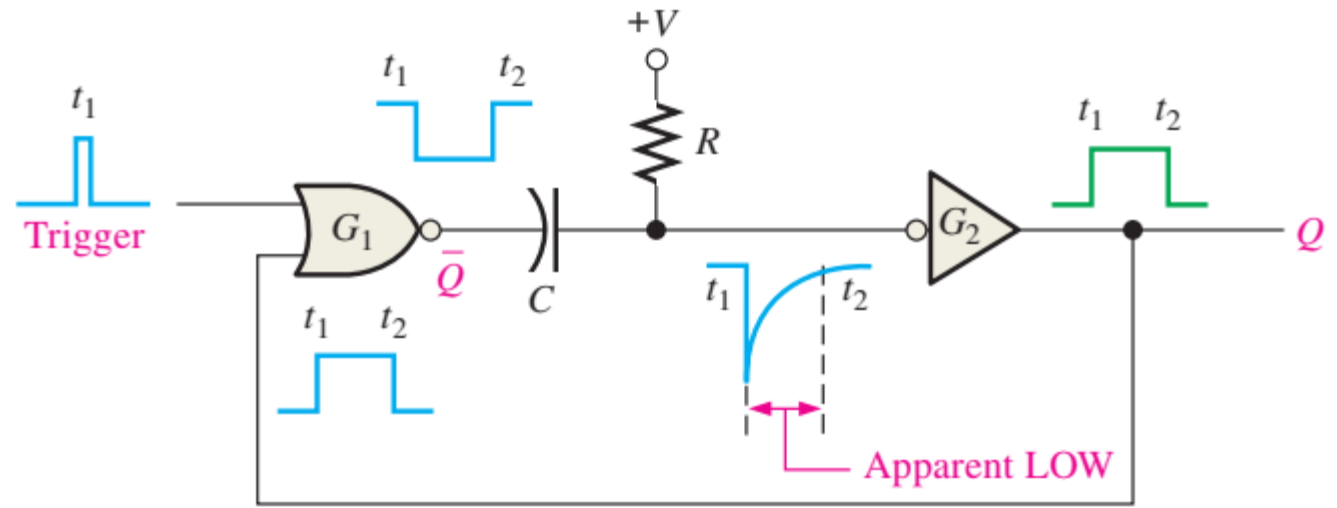 +V
t₁ t₂
t₁
t₁ t₂
R
G₁
G₂
Trigger
Q̅
Q
C
t₁ t₂
t₁ t₂
Apparent LOW